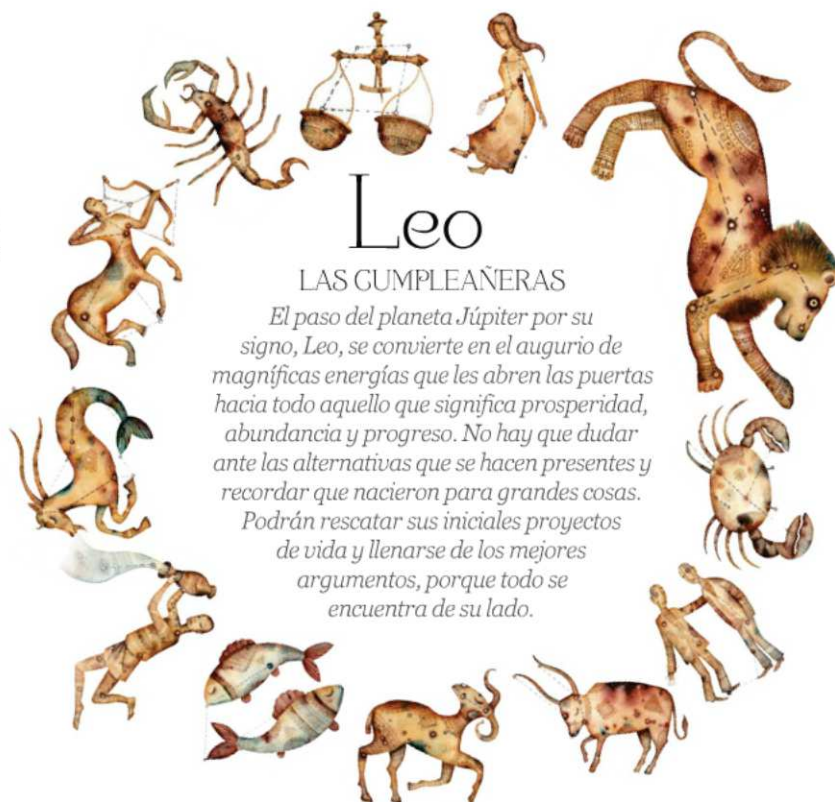 Leo
LAS CUMPLEAÑERAS
El paso del planeta Júpiter por su
signo, Leo, se convierte en el augurio de
magníficas energías que les abren las puertas
hacia todo aquello que significa prosperidad,
abundancia y progreso. No hay que dudar
ante las alternativas que se hacen presentes y
recordar que nacieron para grandes cosas.
Podrán rescatar sus iniciales proyectos
de vida y llenarse de los mejores
argumentos, porque todo se
encuentra de su lado.